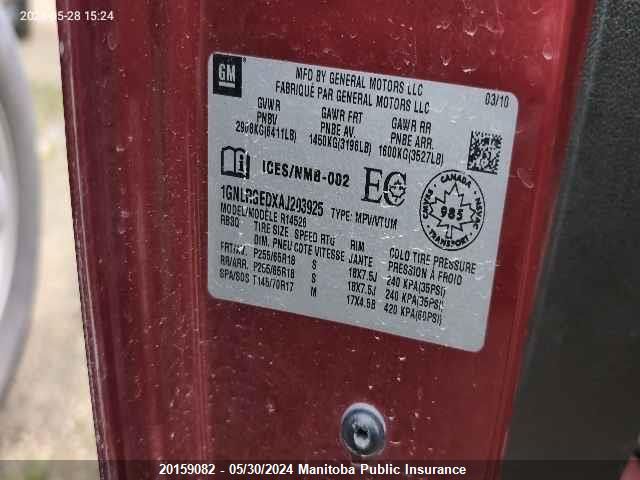 2024-05-28 15:24
GM
MFD BY GENERAL MOTORS LLC
FABRIQUÉ PAR GENERAL MOTORS LLC
03/10
GVWR GAWR FRT GAWR RR
PNBV PNBE AV. PNBE ARR.
2908KG(6411LB) 1450KG(3196LB) 1600KG(3527LB)
ICES/NMB-002 EC
CANADA
985
TRANSPORT
1GNLRGEDXAJ203925 TYPE: MPV/VTUM
MODEL/MODELE R14526
RBSO TIRE SIZE SPEED RTG RIM COLD TIRE PRESSURE
DIM. PNEU COTE VITESSE JANTE PRESSION À FROID
FRT/AV. P255/65R18 S 18X7.5J 240 KPA(35PSI)
RR/ARR. P255/65R18 S 18X7.5J 240 KPA(35PSI)
SPA/SOS T145/70R17 M 17X4.5B 420 KPA(60PSI)
20159082 - 05/30/2024 Manitoba Public Insurance